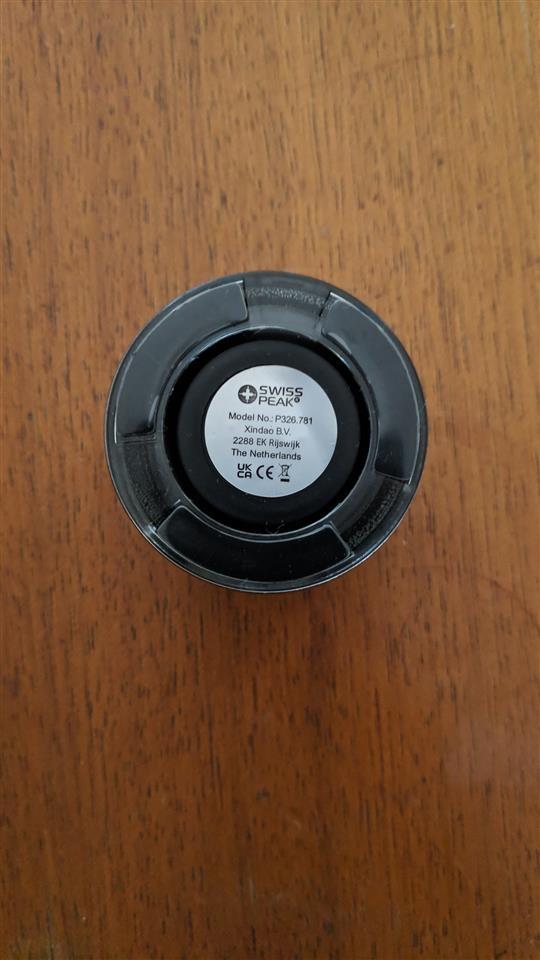 SWISS
PEAK
Model No.: P326.781
Xindao B.V.
2288 EK Rijswijk
The Netherlands
UK
CA CE